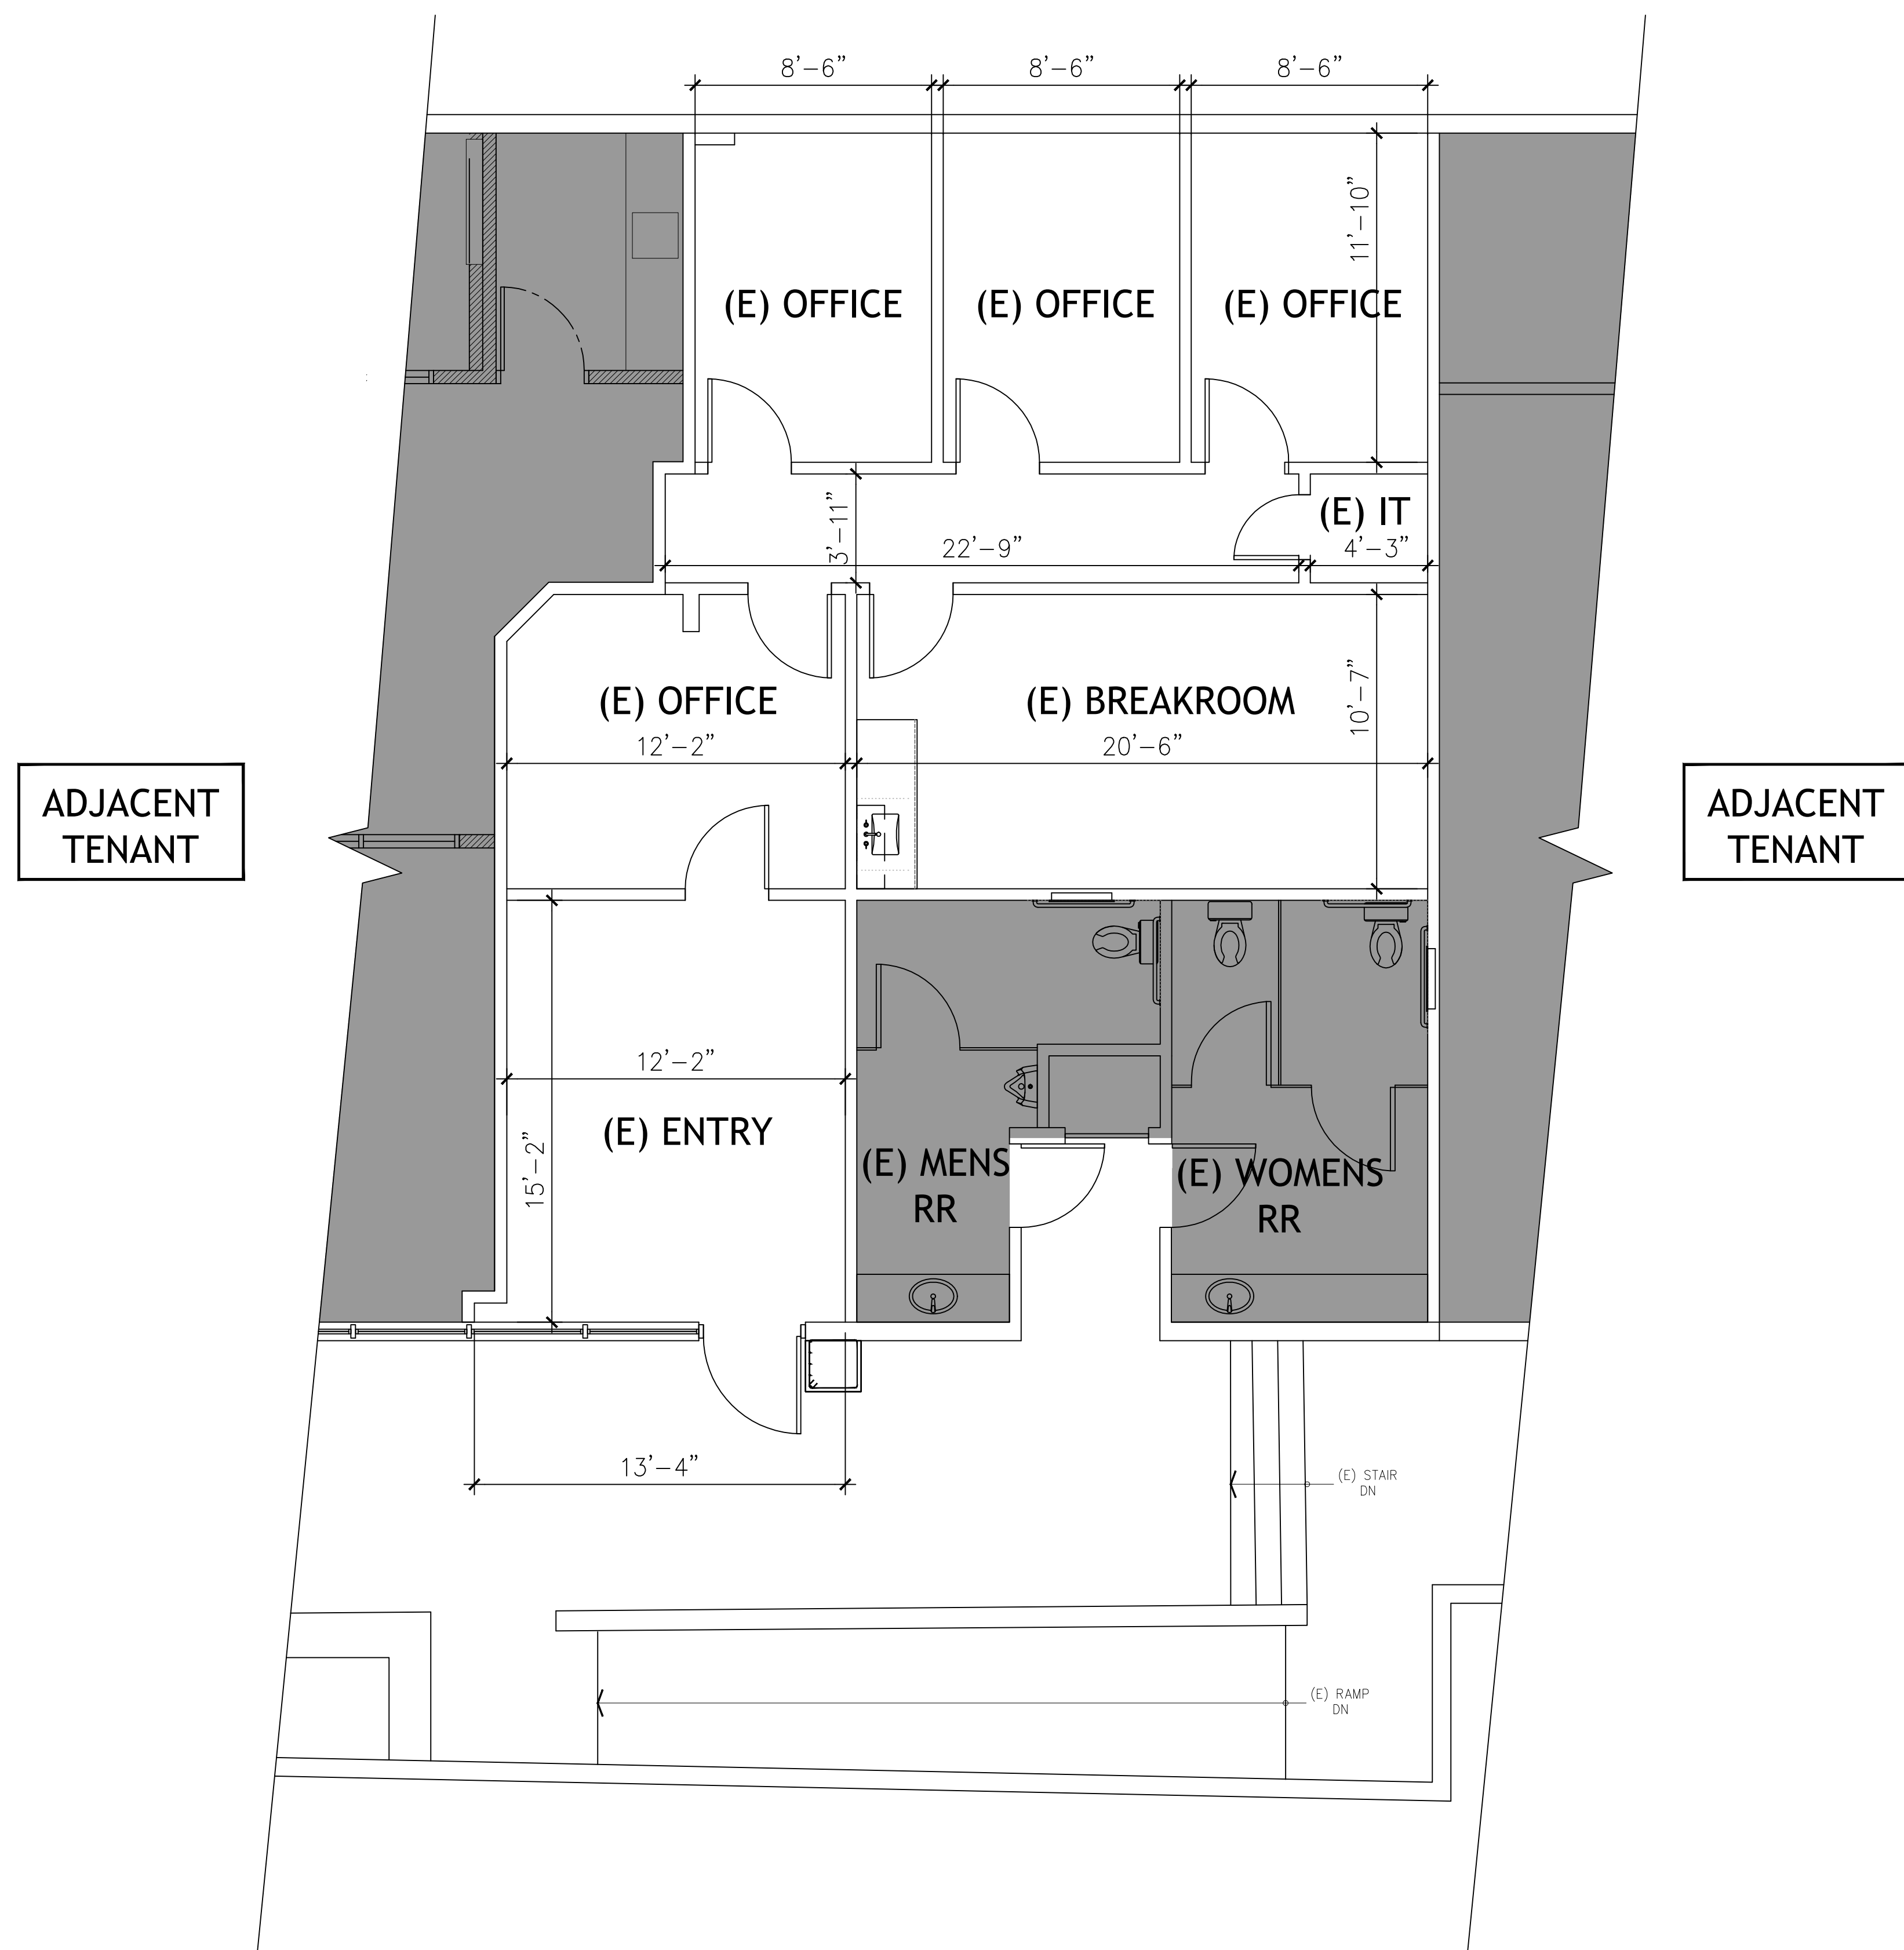 8’-6” 8’-6” 8’-6”
11’-10”
(E) OFFICE (E) OFFICE (E) OFFICE
(E) IT
3’-11”
22’-9” 4’-3”
10’-7”
(E) OFFICE (E) BREAKROOM
12’-2” 20’-6”
ADJACENT
TENANT
ADJACENT
TENANT
12’-2”
(E) ENTRY
15’-2”
(E) MENS
RR
(E) WOMENS
RR
13’-4”
(E) STAIR
DN
(E) RAMP
DN